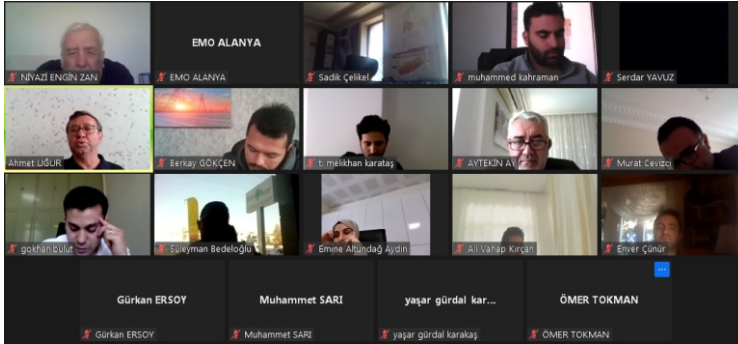 NİYAZİ ENGİN ZAN
EMO ALANYA
EMO ALANYA
Sadik Çelikel
muhammed kahraman
Serdar YAVUZ
Ahmet UĞUR
Berkay GÖKÇEN
t. melikhan karataş
AYTEKİN AY
Murat Cevizci
gokhan.bulut
Süleyman Bedeloğlu
Emine Altundağ Aydın
Ali Vahap Kırçan
Enver Çünür
Gürkan ERSOY
Gürkan ERSOY
Muhammet SARI
Muhammet SARI
yaşar gürdal kar...
yaşar gürdal karakaş
ÖMER TOKMAN
ÖMER TOKMAN